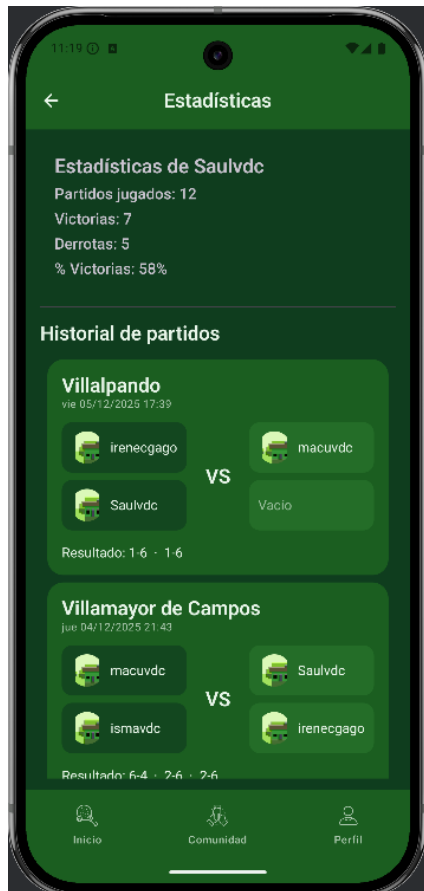 11:19
Estadísticas
Estadísticas de Saulvdc
Partidos jugados: 12
Victorias: 7
Derrotas: 5
% Victorias: 58%
Historial de partidos
Villalpando
vie 05/12/2025 17:39
irenecgago
macuvdc
VS
Saulvdc
Vacío
Resultado: 1-6 · 1-6
Villamayor de Campos
jue 04/12/2025 21:43
macuvdc
Saulvdc
VS
ismavdc
irenecgago
Resultado: 6-4 · 2-6 · 2-6
Inicio
Comunidad
Perfil